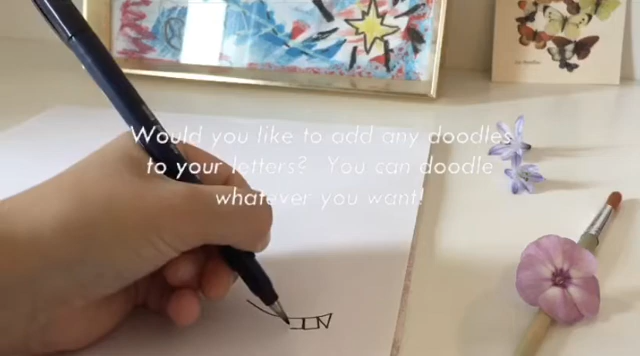 Would you like to add any doodles
to your letters? You can doodle
whatever you want!